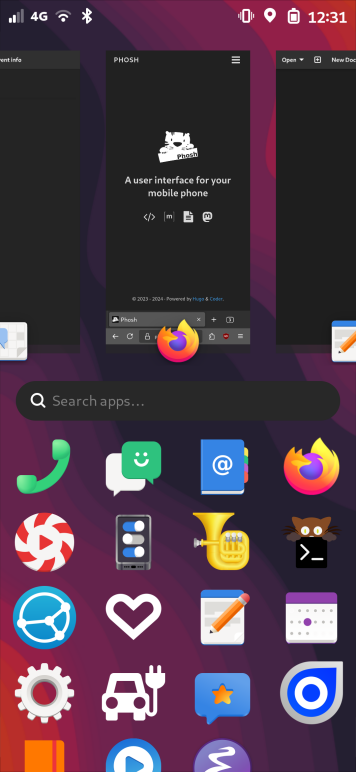 4G
12:31
ent info
PHOSH
Open
New Doc
Phosh
A user interface for your
mobile phone
© 2023 - 2024 · Powered by Hugo & Coder.
Phosh
Search apps...
@